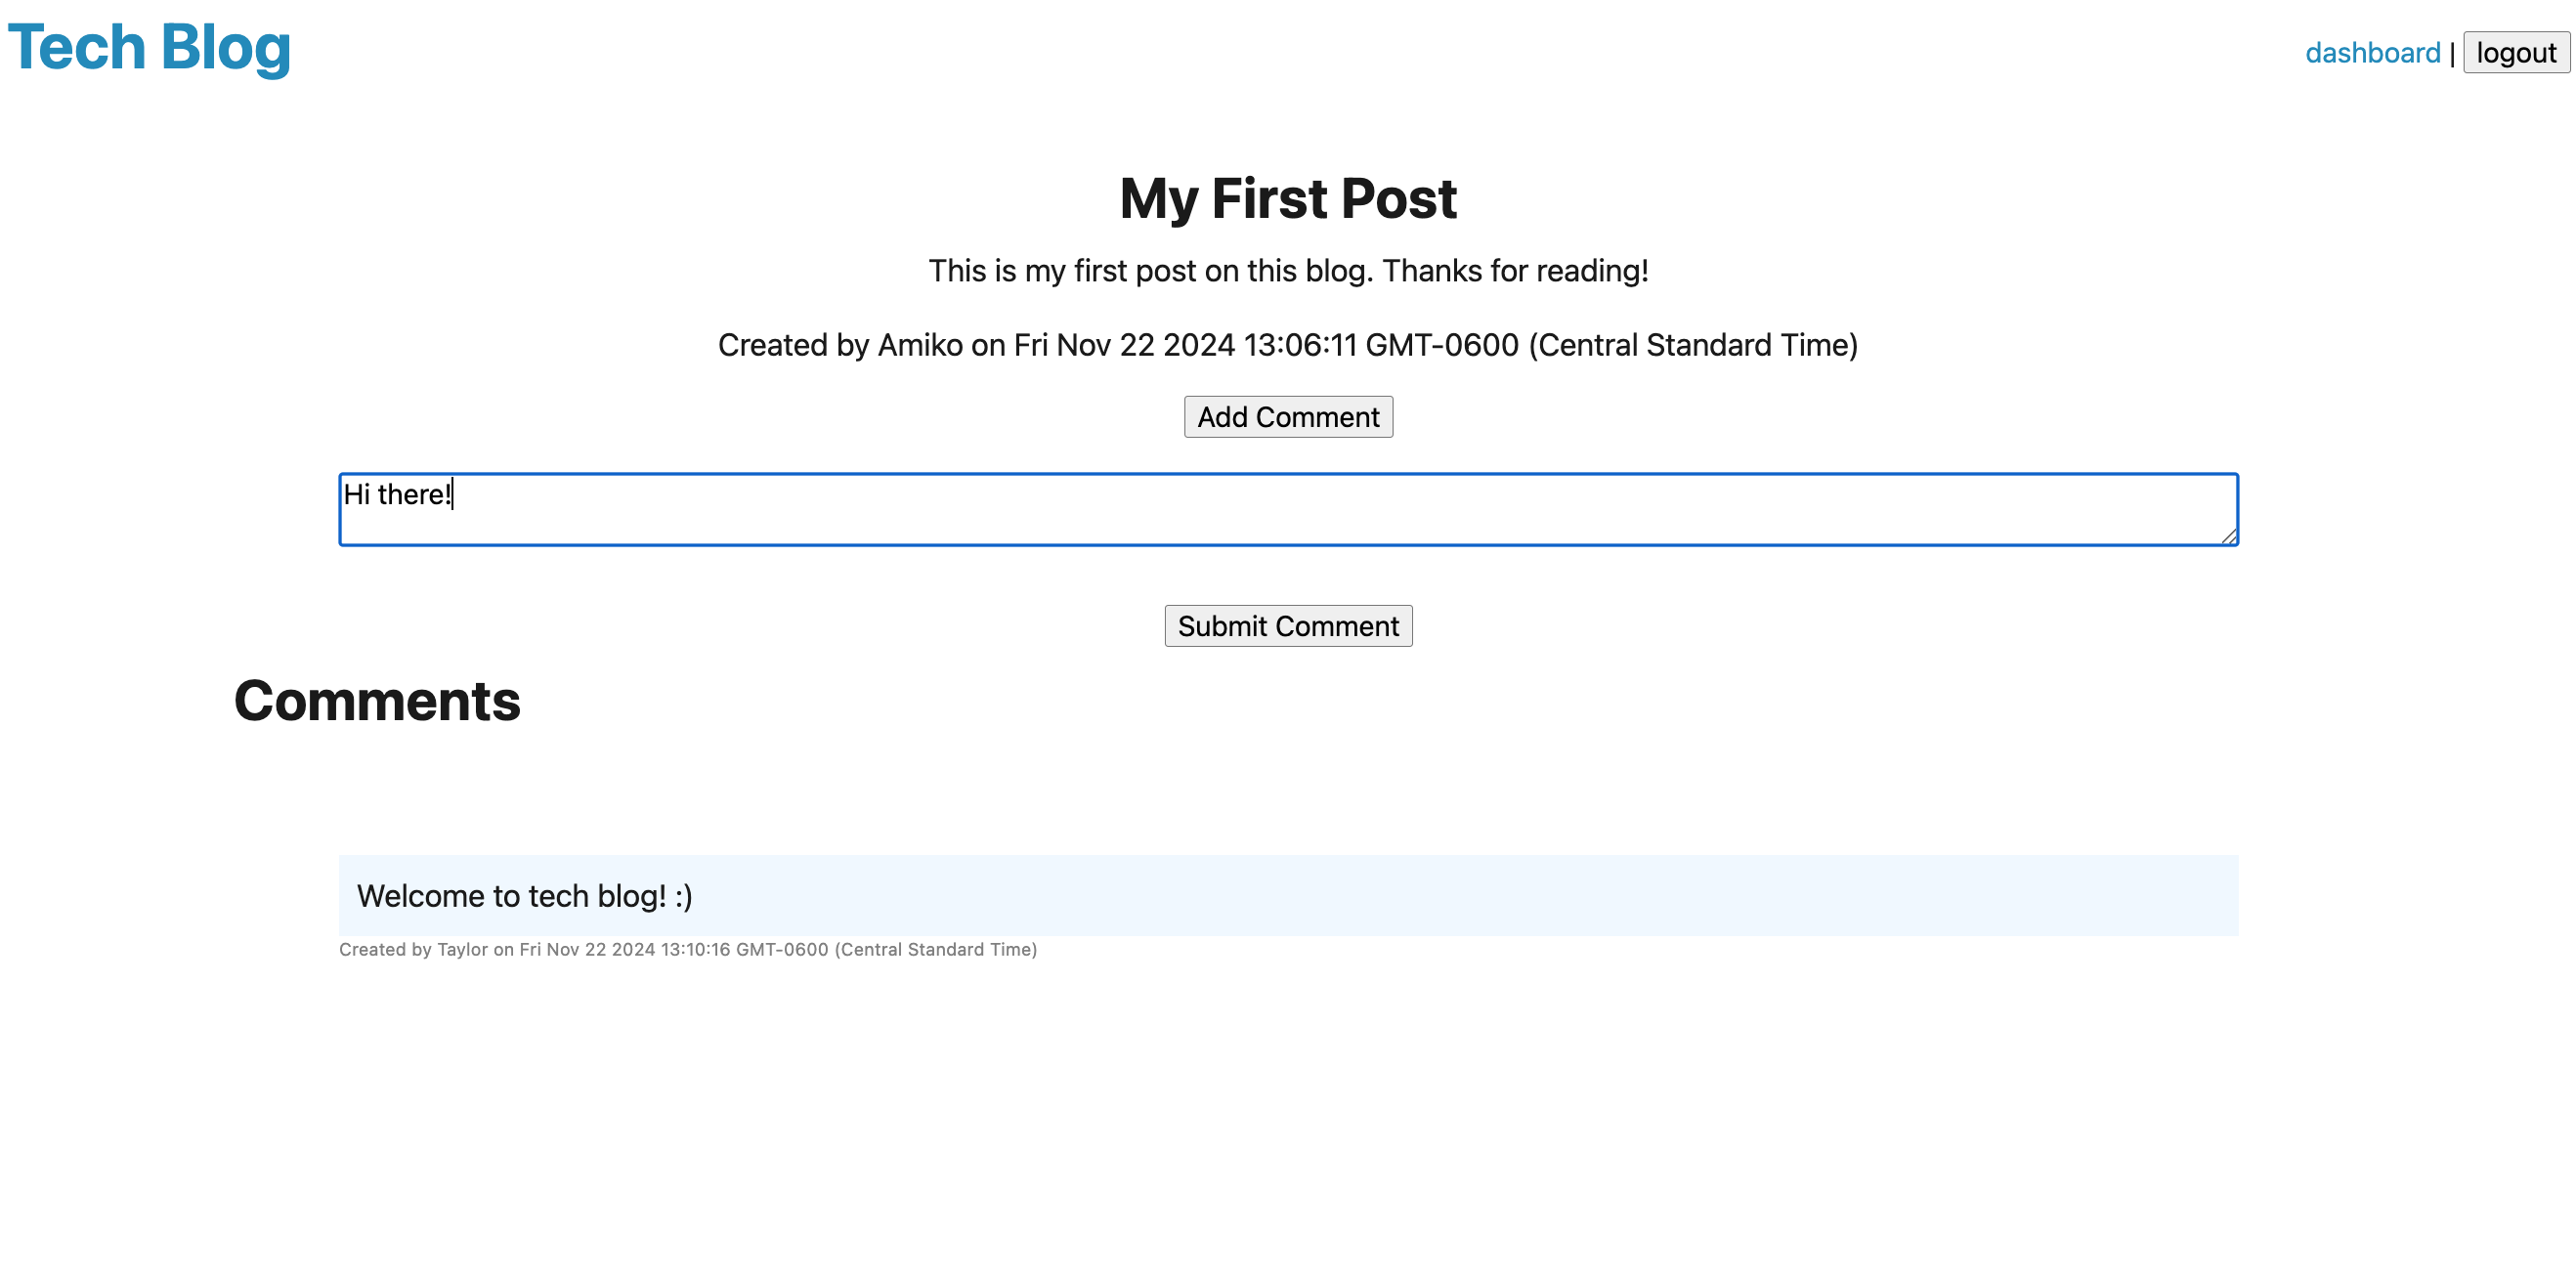 Tech Blog
dashboard | logout
My First Post
This is my first post on this blog. Thanks for reading!
Created by Amiko on Fri Nov 22 2024 13:06:11 GMT-0600 (Central Standard Time)
Add Comment
Hi there!
Submit Comment
Comments
Welcome to tech blog! :)
Created by Taylor on Fri Nov 22 2024 13:10:16 GMT-0600 (Central Standard Time)